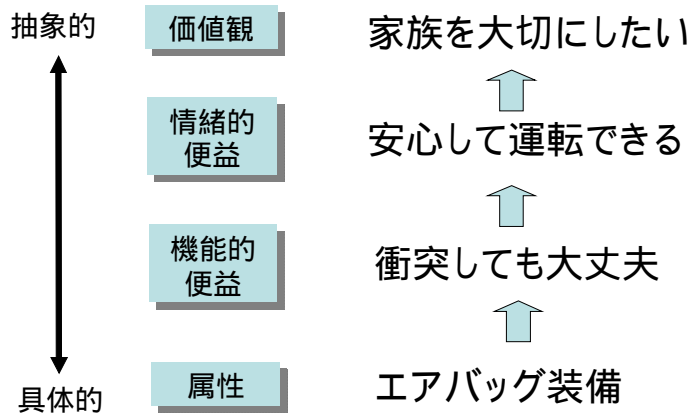 抽象的
価値観
家族を大切にしたい
情緒的
便益
安心して運転できる
機能的
便益
衝突しても大丈夫
具体的
属性
エアバッグ装備